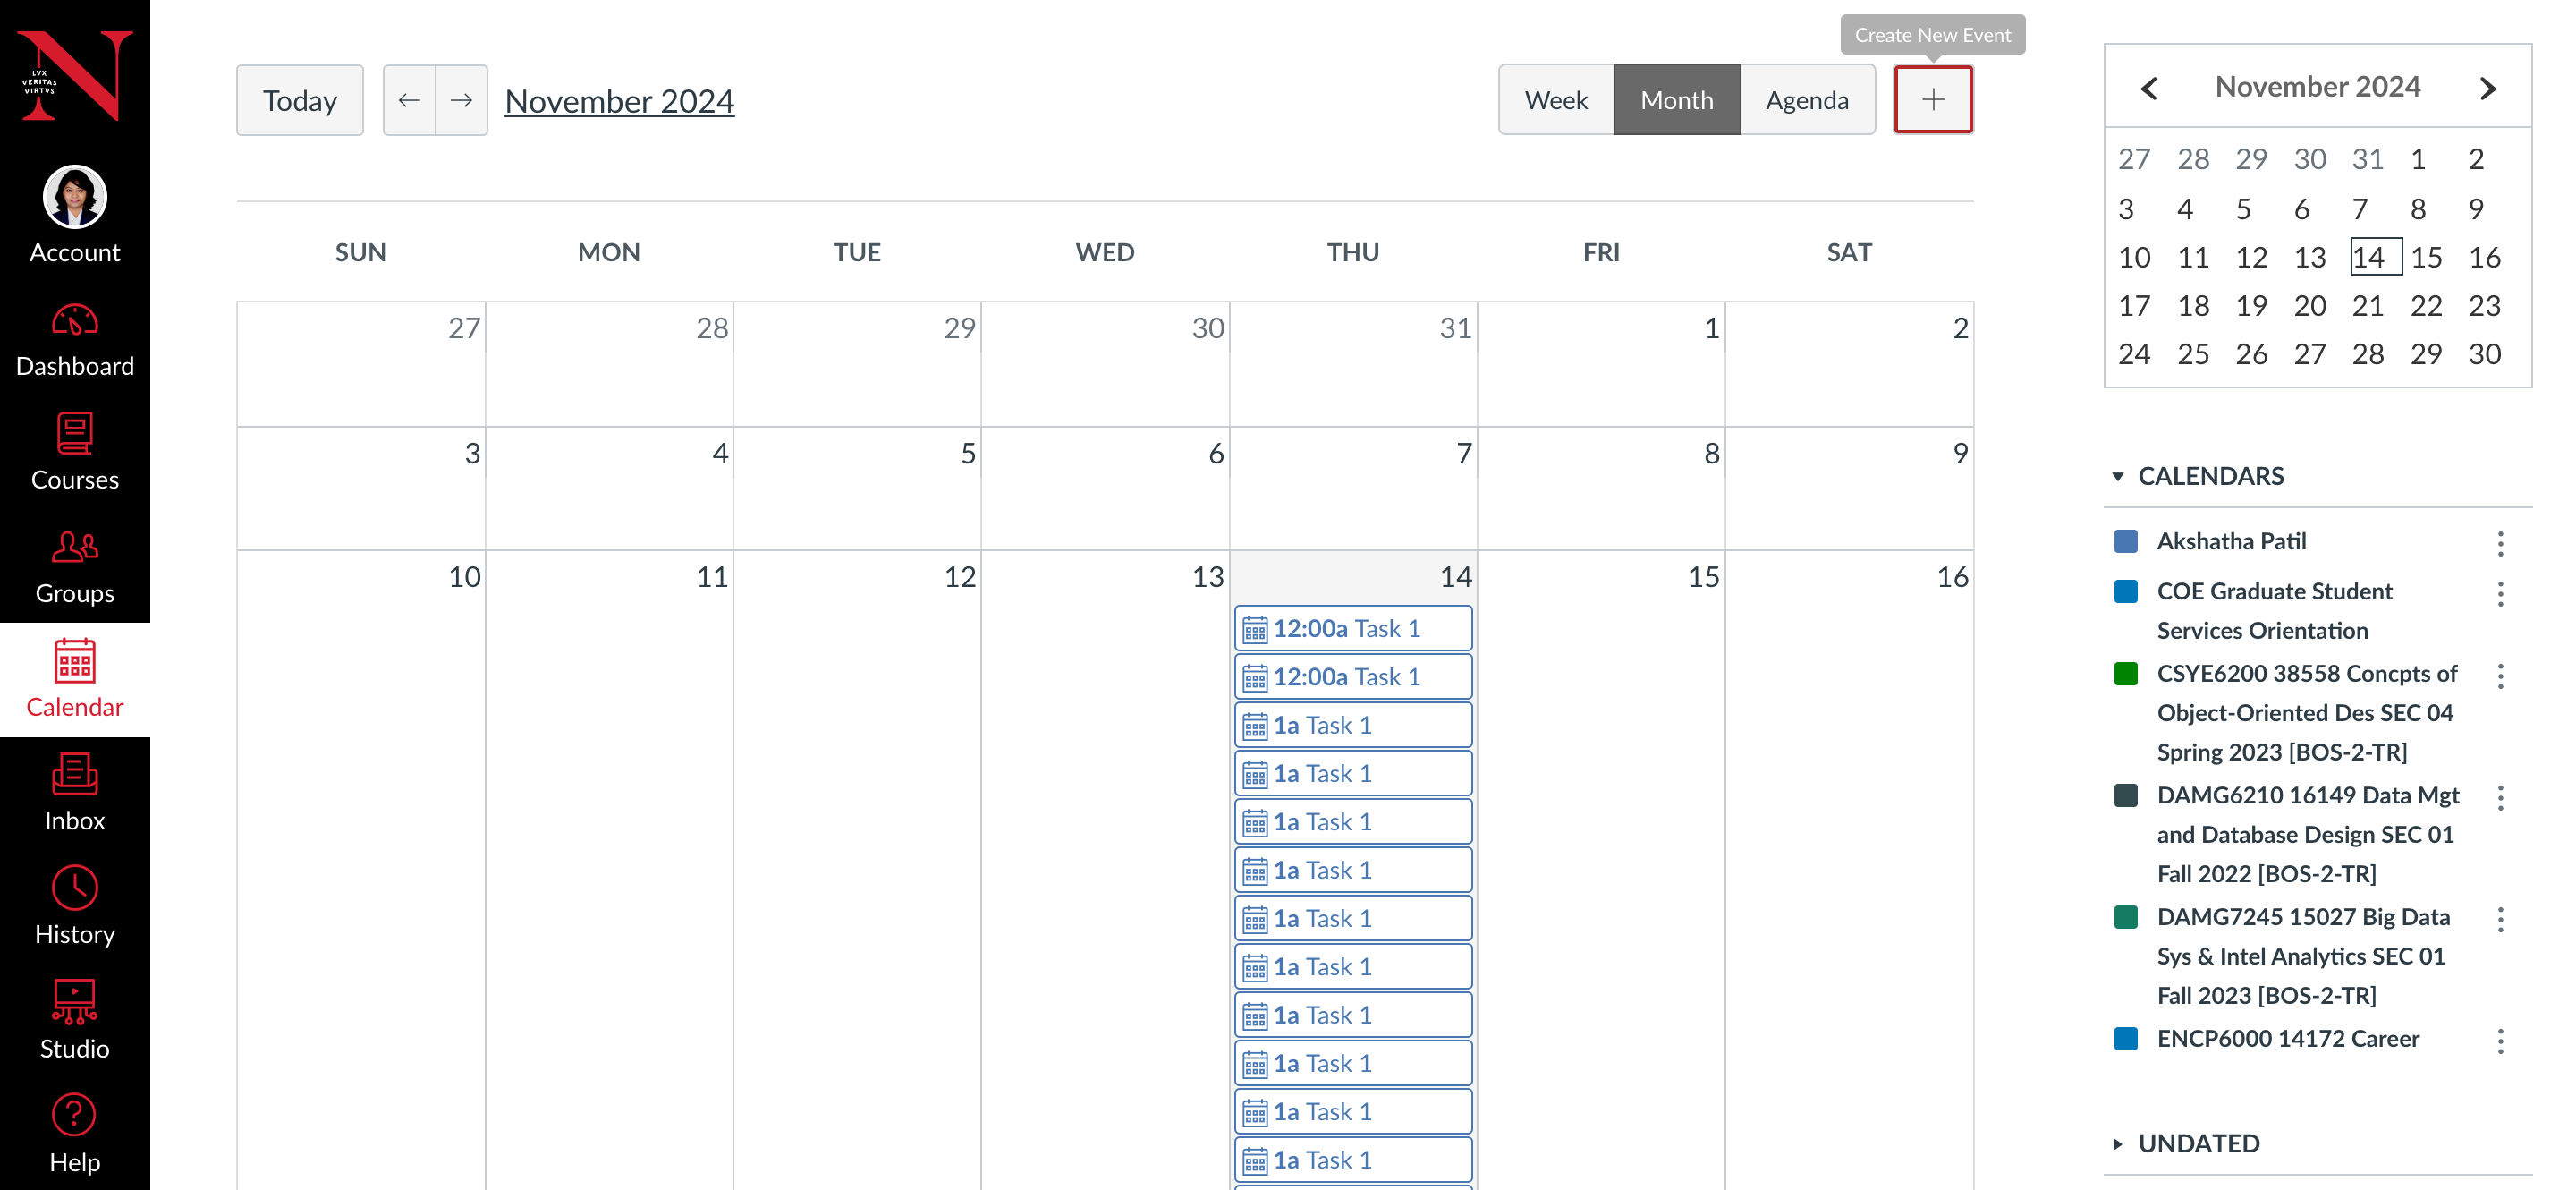 LVX
VERITAS
VIRTVS
Account
Dashboard
Courses
Groups
Calendar
Inbox
History
Studio
Help
Today ← → November 2024
Create New Event
Week Month Agenda +
SUN MON TUE WED THU FRI SAT
27 28 29 30 31 1 2
3 4 5 6 7 8 9
10 11 12 13 14 15 16
12:00a Task 1
12:00a Task 1
1a Task 1
1a Task 1
1a Task 1
1a Task 1
1a Task 1
1a Task 1
1a Task 1
1a Task 1
1a Task 1
1a Task 1
November 2024
27 28 29 30 31 1 2
3 4 5 6 7 8 9
10 11 12 13 14 15 16
17 18 19 20 21 22 23
24 25 26 27 28 29 30
CALENDARS
Akshatha Patil
COE Graduate Student
Services Orientation
CSYE6200 38558 Concpts of
Object-Oriented Des SEC 04
Spring 2023 [BOS-2-TR]
DAMG6210 16149 Data Mgt
and Database Design SEC 01
Fall 2022 [BOS-2-TR]
DAMG7245 15027 Big Data
Sys & Intel Analytics SEC 01
Fall 2023 [BOS-2-TR]
ENCP6000 14172 Career
UNDATED